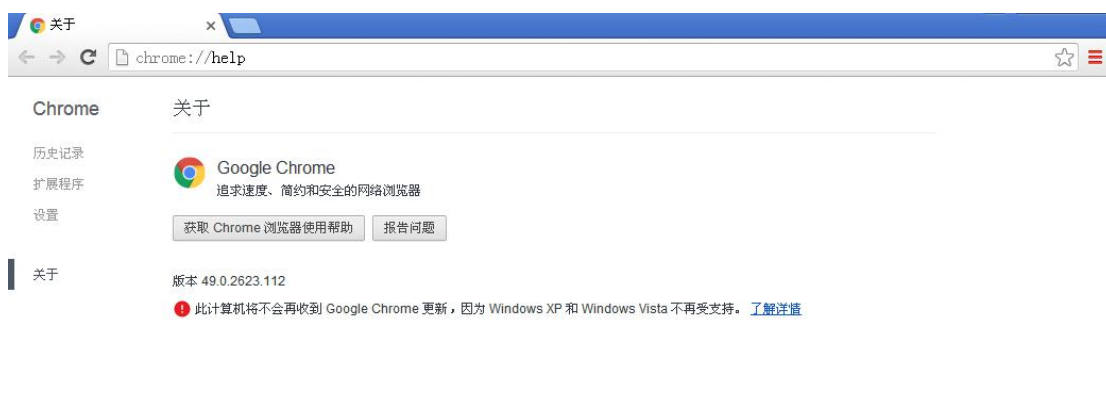 关于
chrome://help
Chrome
关于
历史记录
扩展程序
设置
关于
Google Chrome
追求速度、简约和安全的网络浏览器
获取 Chrome 浏览器使用帮助
报告问题
版本 49.0.2623.112
此计算机将不会再收到 Google Chrome 更新，因为 Windows XP 和 Windows Vista 不再受支持。 了解详情